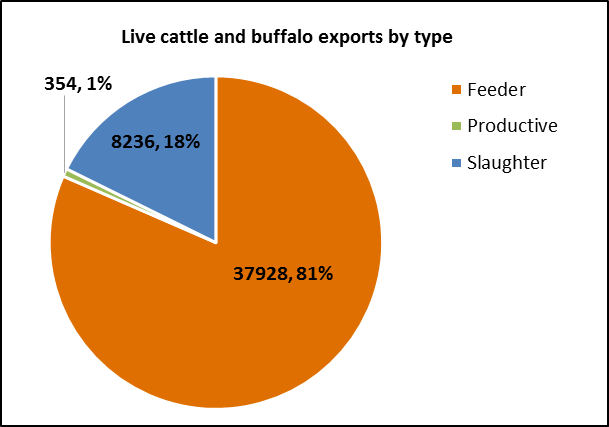 Live cattle and buffalo exports by type
354, 1%
8236, 18%
37928, 81%
Feeder
Productive
Slaughter